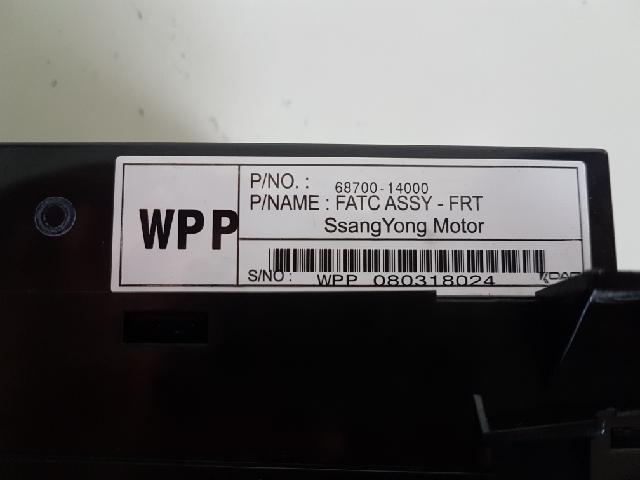 WPP
P/NO. : 68700-14000
P/NAME : FATC ASSY - FRT
SsangYong Motor
S/NO : WPP 080318024